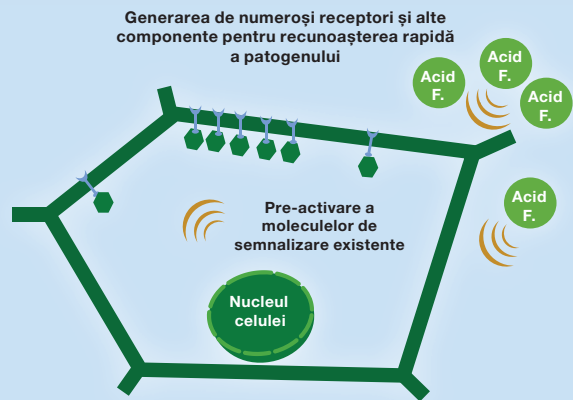 Generarea de numeroși receptori și alte
componente pentru recunoașterea rapidă
a patogenului
Acid
F.
Acid
F.
Acid
F.
Acid
F.
Pre-activare a
moleculelor de
semnalizare existente
Nucleul
celulei